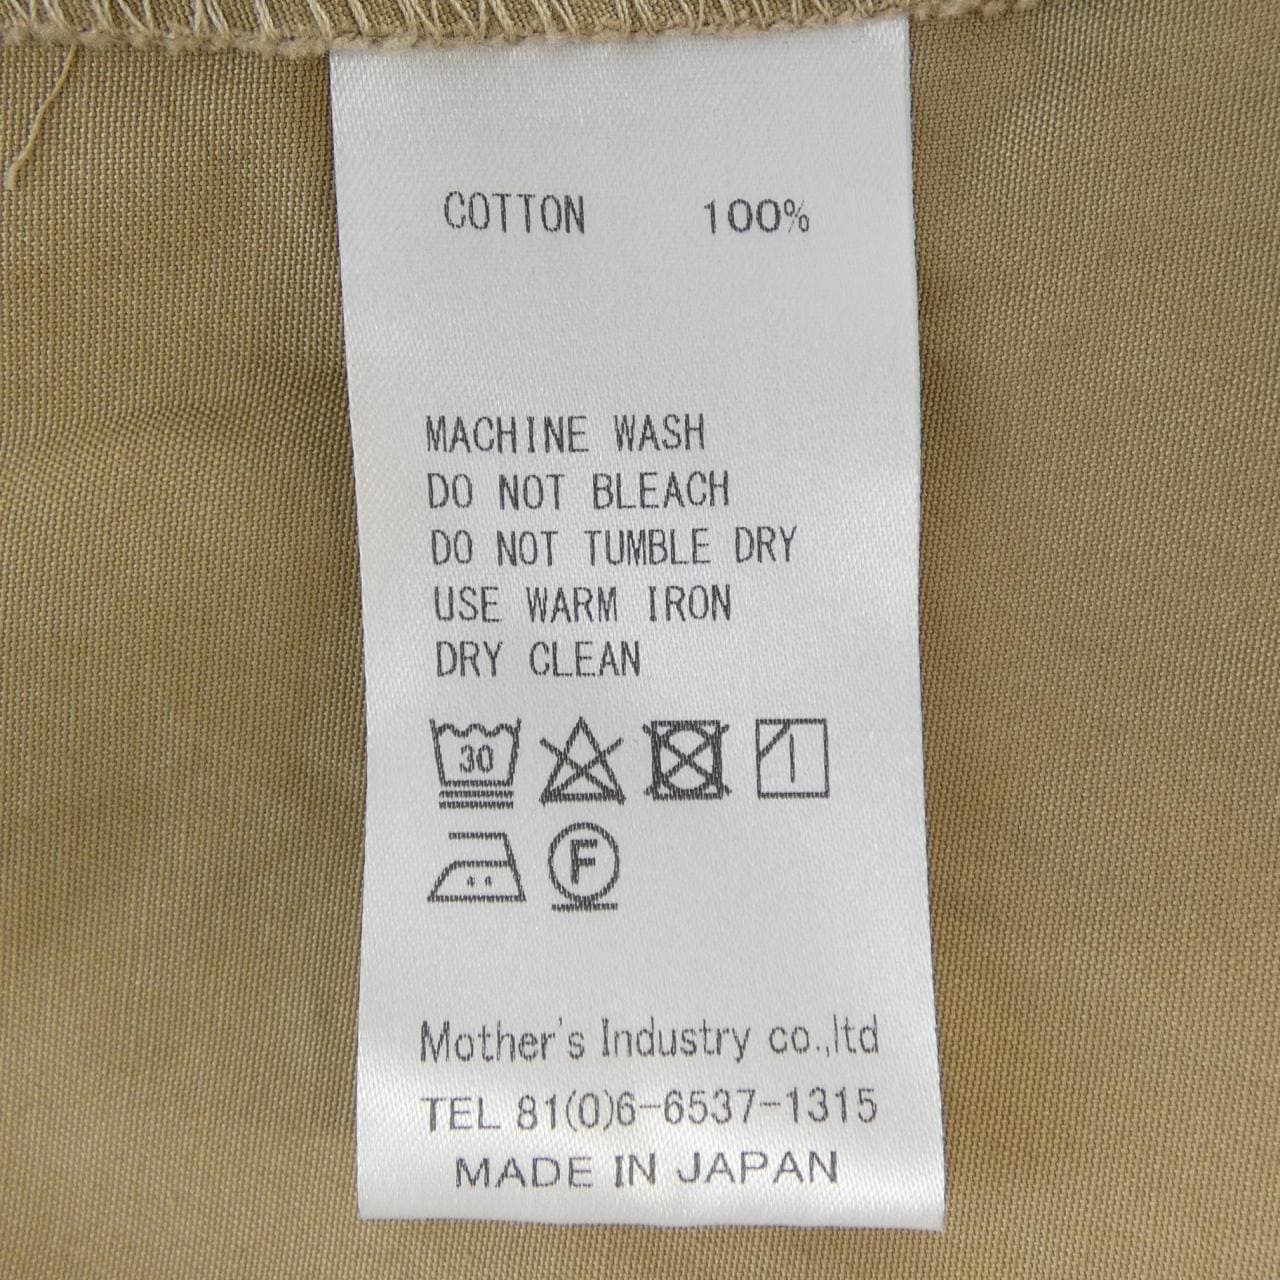 COTTON 100%
MACHINE WASH
DO NOT BLEACH
DO NOT TUMBLE DRY
USE WARM IRON
DRY CLEAN
30
F
Mother's Industry co.,ltd
TEL 81(0)6-6537-1315
MADE IN JAPAN